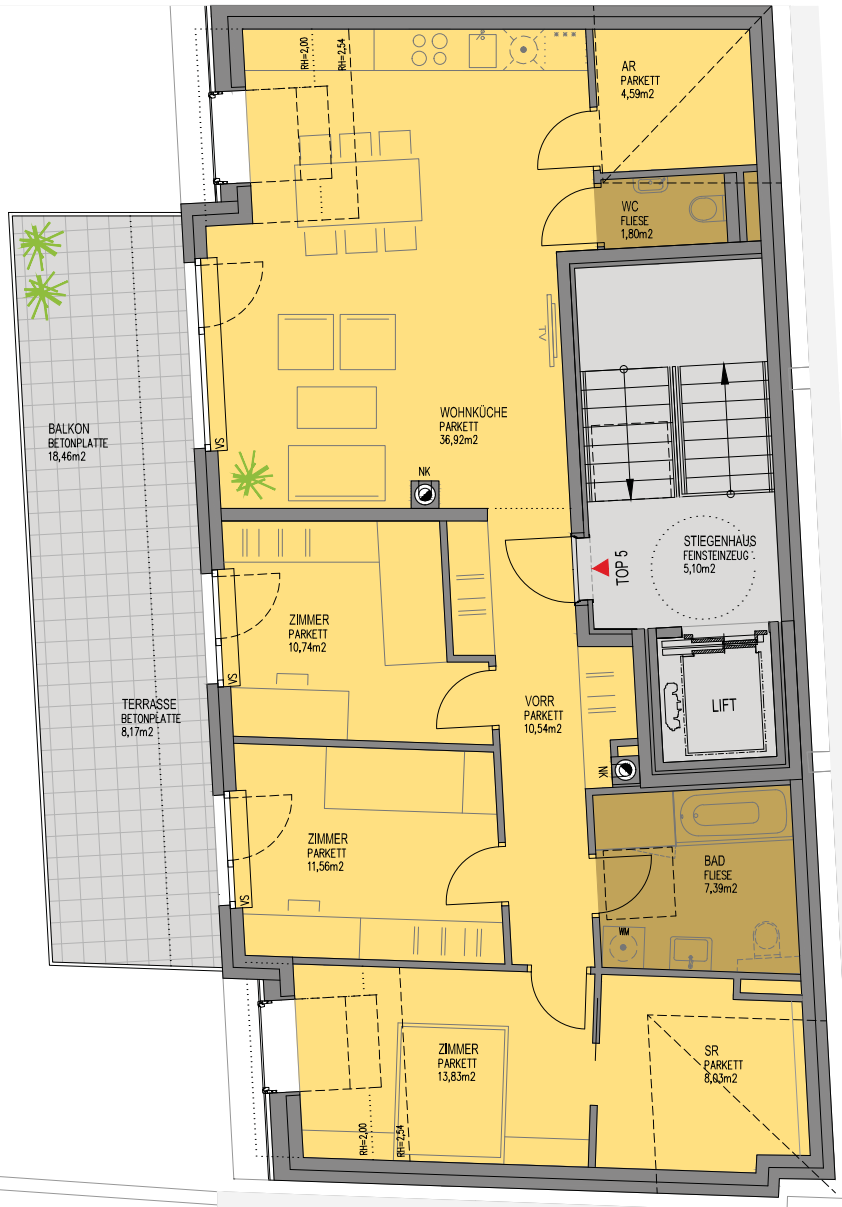 RH=2,00
RH=2,54
AR
PARKETT
4,59m2
WC
FLIESE
1,80m2
TV
WOHNKÜCHE
PARKETT
36,92m2
BALKON
BETONPLATTE
18,46m2
VS
NK
STIEGENHAUS
FEINSTEINZEUG
5,10m2
TOP 5
ZIMMER
PARKETT
10,74m2
VS
TERRASSE
BETONPLATTE
8,17m2
VORR
PARKETT
10,54m2
LIFT
NK
ZIMMER
PARKETT
11,56m2
VS
BAD
FLIESE
7,39m2
WM
ZIMMER
PARKETT
13,83m2
SR
PARKETT
8,03m2
RH=2,00
RH=2,54